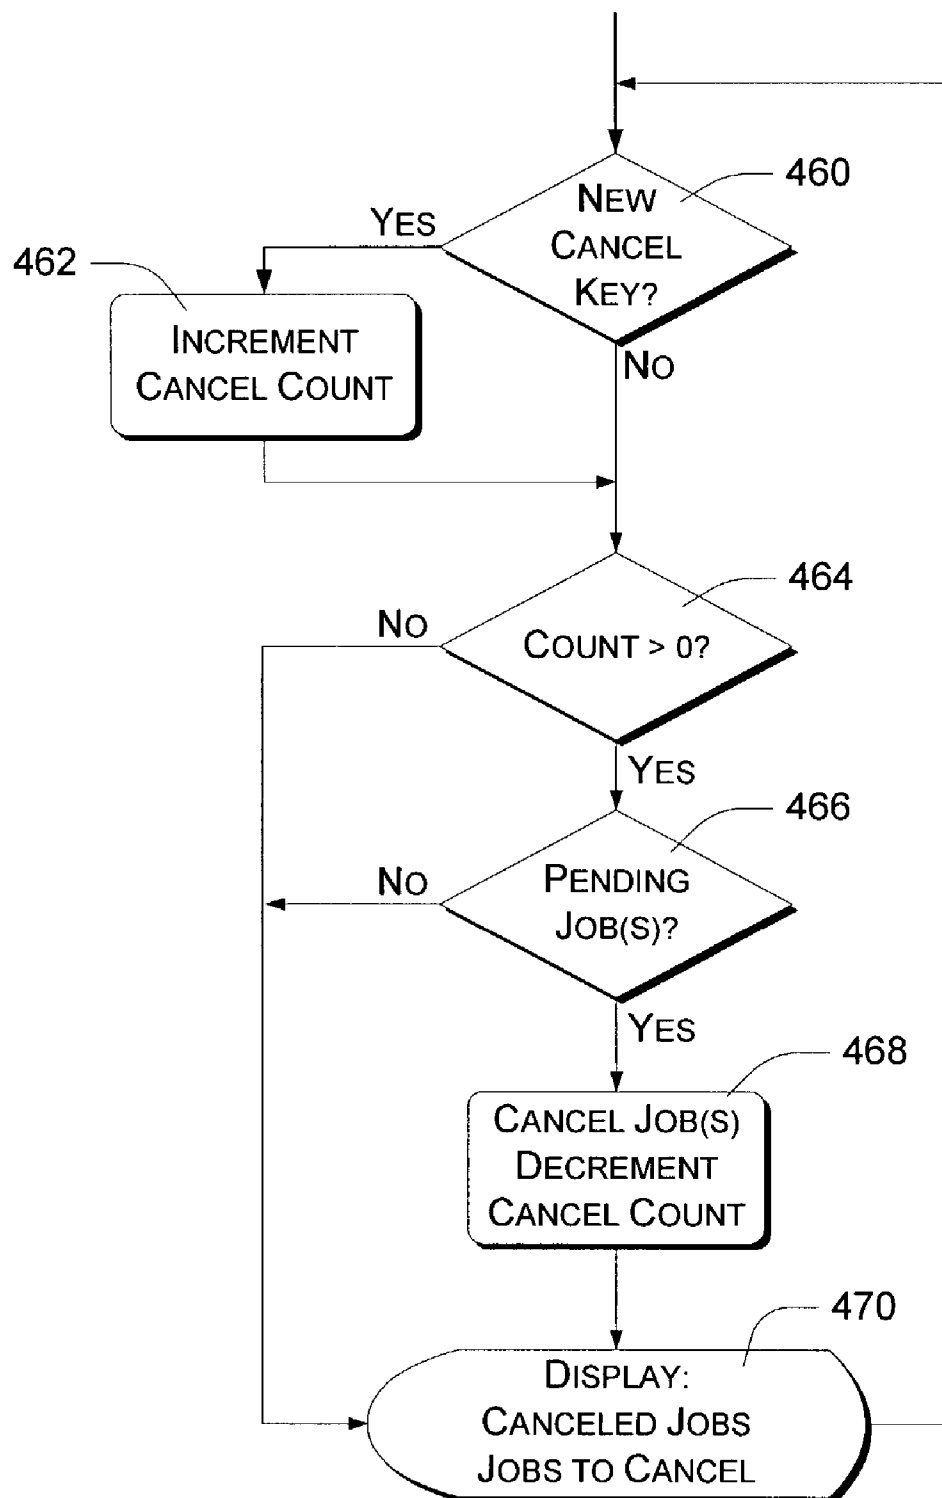 460
NEW
CANCEL
KEY?
YES
462
INCREMENT
CANCEL COUNT
NO
464
NO
COUNT > 0?
YES
466
NO
PENDING
JOB(S)?
YES
468
CANCEL JOB(S)
DECREMENT
CANCEL COUNT
470
DISPLAY:
CANCELED JOBS
JOBS TO CANCEL